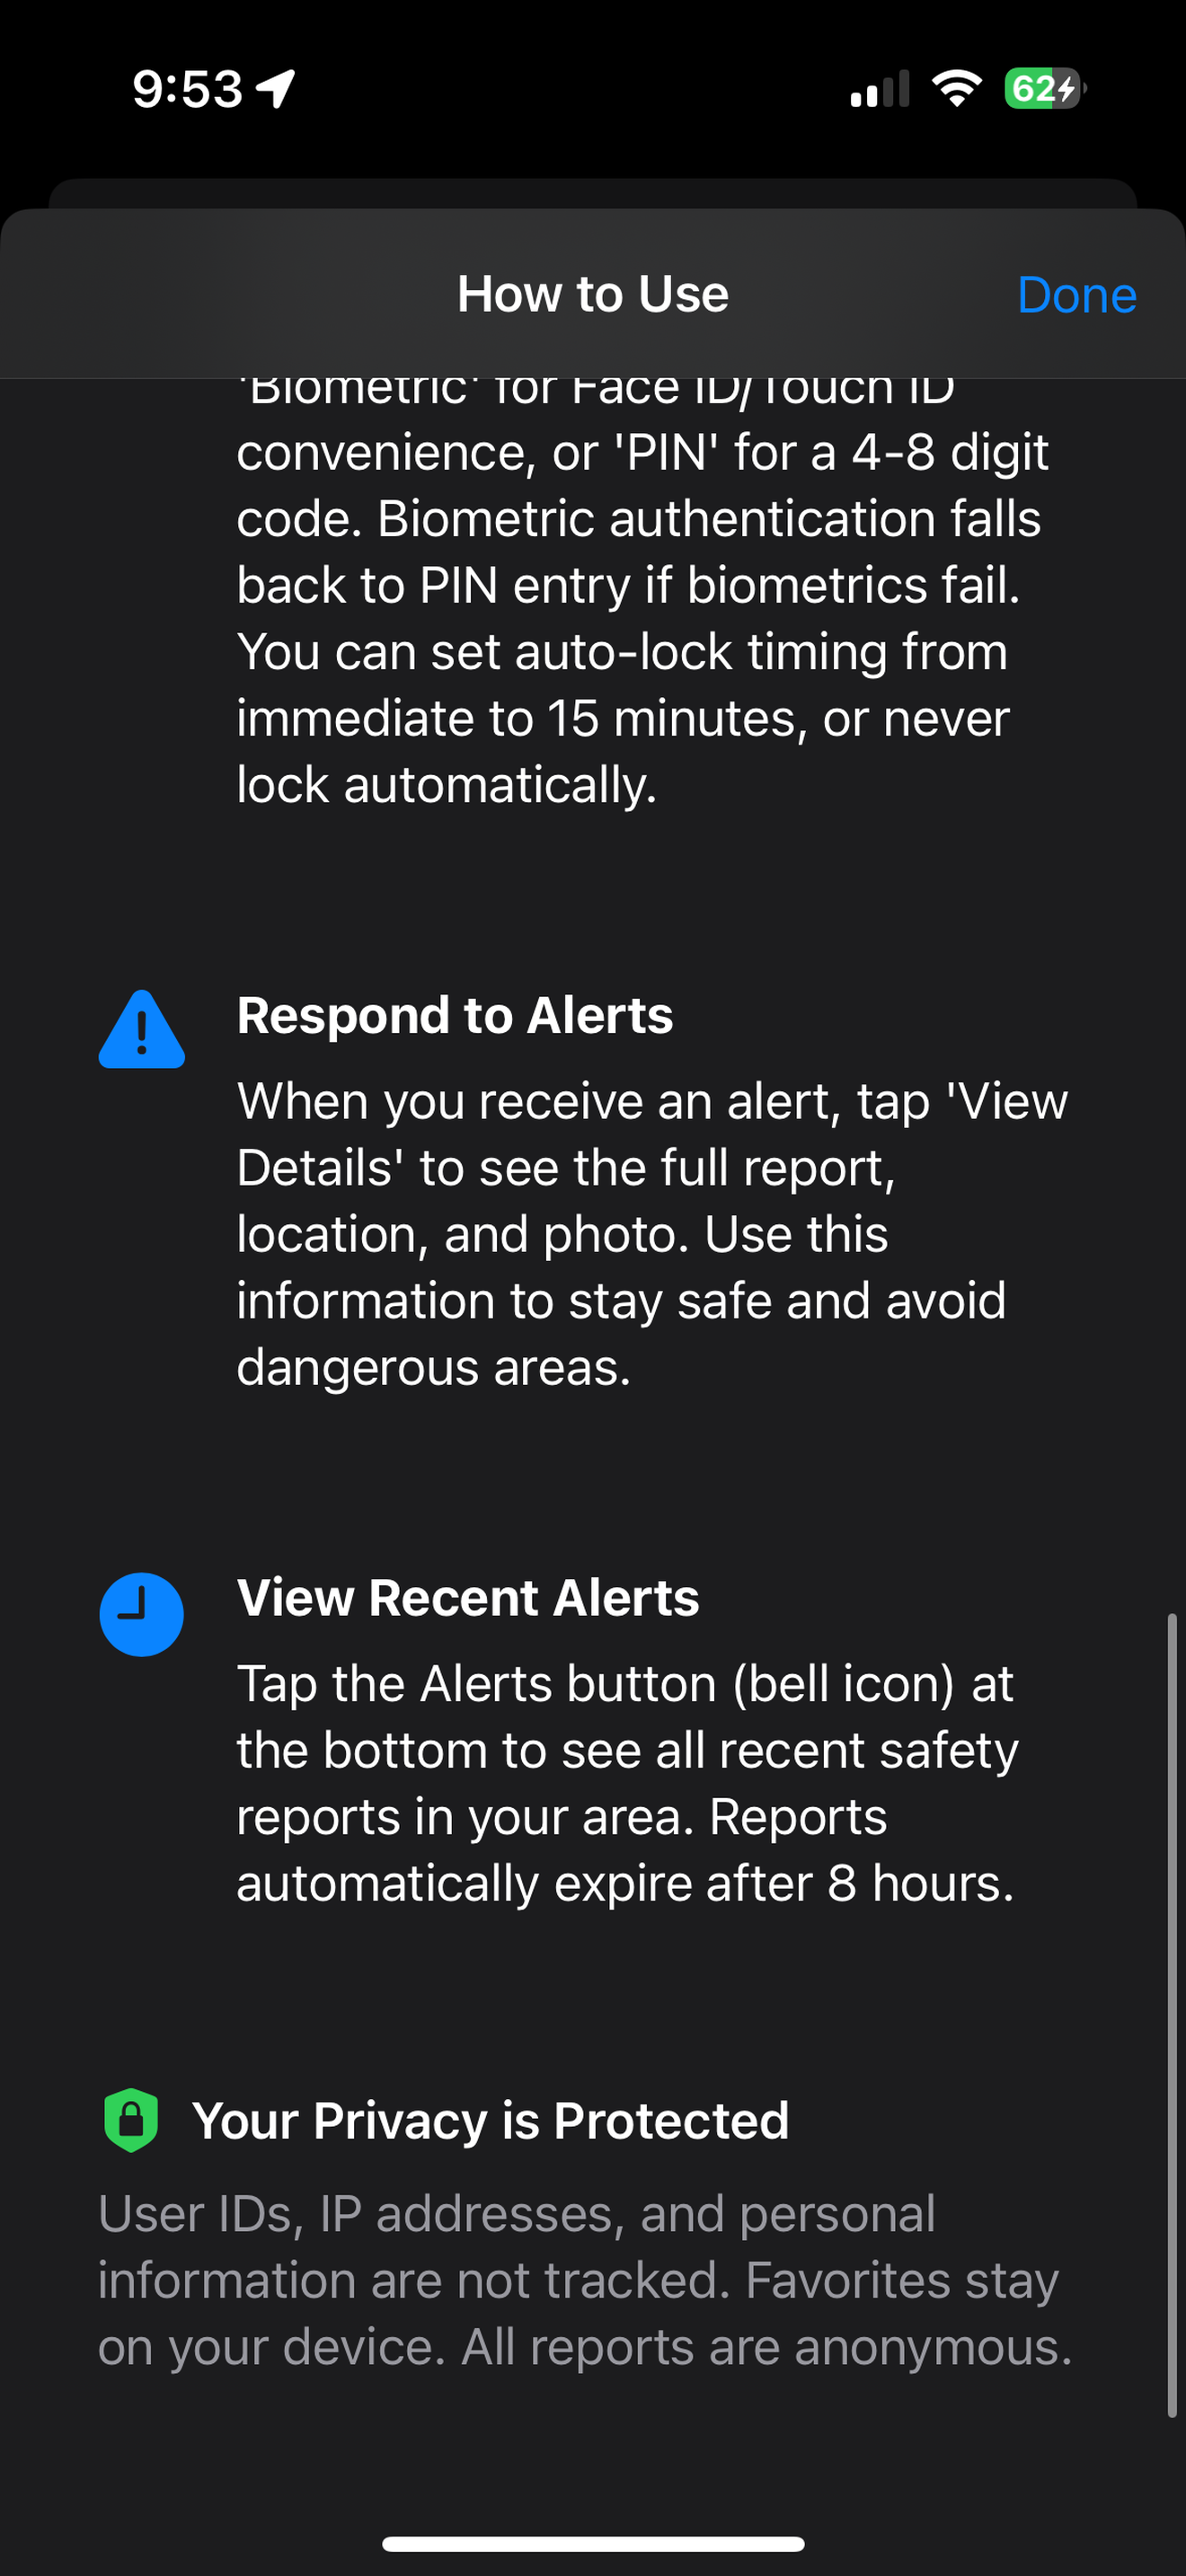 9:53
62
How to Use
Done
'Biometric' for Face ID/Touch ID
convenience, or 'PIN' for a 4-8 digit
code. Biometric authentication falls
back to PIN entry if biometrics fail.
You can set auto-lock timing from
immediate to 15 minutes, or never
lock automatically.
Respond to Alerts
When you receive an alert, tap 'View
Details' to see the full report,
location, and photo. Use this
information to stay safe and avoid
dangerous areas.
View Recent Alerts
Tap the Alerts button (bell icon) at
the bottom to see all recent safety
reports in your area. Reports
automatically expire after 8 hours.
Your Privacy is Protected
User IDs, IP addresses, and personal
information are not tracked. Favorites stay
on your device. All reports are anonymous.